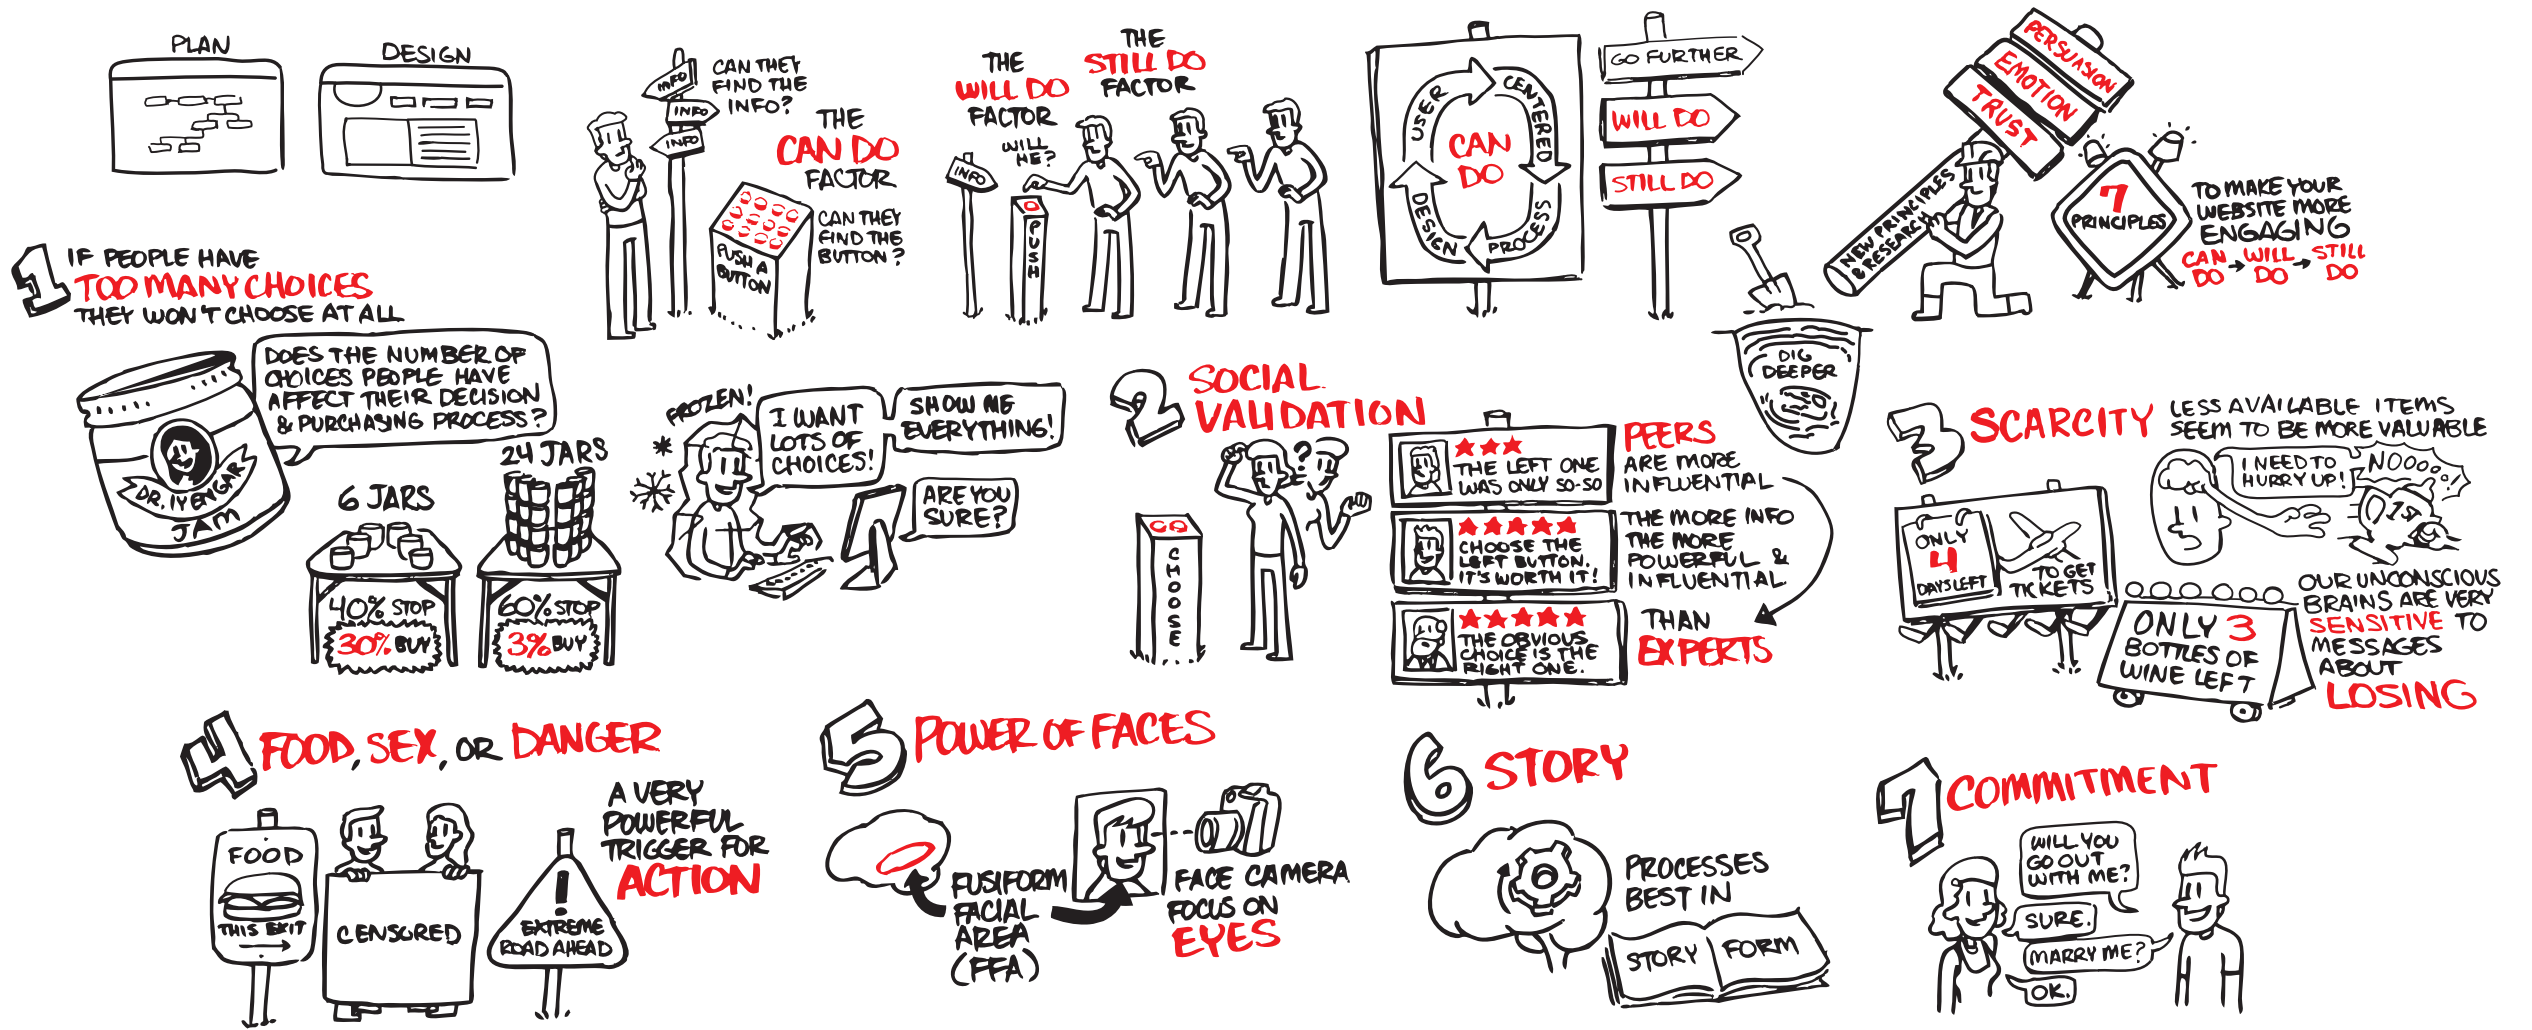 PLAN
DESIGN
INFO
INFO
INFO
CAN THEY
FIND THE
INFO?
THE
CAN DO
FACTOR
PUSH A
BUTTON
CAN THEY
FIND THE
BUTTON?
THE
WILL DO
FACTOR
WILL
HE?
INFO
PUSH
THE
STILL DO
FACTOR
USER
CENTERED
DESIGN
PROCESS
CAN
DO
GO FURTHER
WILL DO
STILL DO
DIG
DEEPER
PERSUASION
EMOTION
TRUST
NEW PRINCIPLES
& RESEARCH
7
PRINCIPLES
TO MAKE YOUR
WEBSITE MORE
ENGAGING
CAN DO → WILL DO → STILL DO
1
IF PEOPLE HAVE
TOO MANY CHOICES
THEY WON'T CHOOSE AT ALL
DOES THE NUMBER OF
CHOICES PEOPLE HAVE
AFFECT THEIR DECISION
& PURCHASING PROCESS?
DR. IYENGAR
JAM
6 JARS
40% STOP
30% BUY
24 JARS
60% STOP
3% BUY
FROZEN!
I WANT
LOTS OF
CHOICES!
SHOW ME
EVERYTHING!
ARE YOU
SURE?
2
SOCIAL
VALIDATION
?
CHOOSE
THE LEFT ONE
WAS ONLY SO-SO
CHOOSE THE
LEFT BUTTON.
IT'S WORTH IT!
THE OBVIOUS
CHOICE IS THE
RIGHT ONE.
PEERS
ARE MORE
INFLUENTIAL
THE MORE INFO
THE MORE
POWERFUL &
INFLUENTIAL
THAN
EXPERTS
3
SCARCITY
LESS AVAILABLE ITEMS
SEEM TO BE MORE VALUABLE
I NEED TO
HURRY UP!
NOOoo..!
1ST
ONLY
4
DAYS LEFT
TO GET
TICKETS
ONLY 3
BOTTLES OF
WINE LEFT
OUR UNCONSCIOUS
BRAINS ARE VERY
SENSITIVE TO
MESSAGES
ABOUT
LOSING
4
FOOD, SEX, OR DANGER
FOOD
THIS EXIT
CENSORED
!
EXTREME
ROAD AHEAD
A VERY
POWERFUL
TRIGGER FOR
ACTION
5
POWER OF FACES
FUSIFORM
FACIAL
AREA
(FFA)
FACE CAMERA
FOCUS ON
EYES
6
STORY
PROCESSES
BEST IN
STORY FORM
7
COMMITMENT
WILL YOU
GO OUT
WITH ME?
SURE.
MARRY ME?
OK.